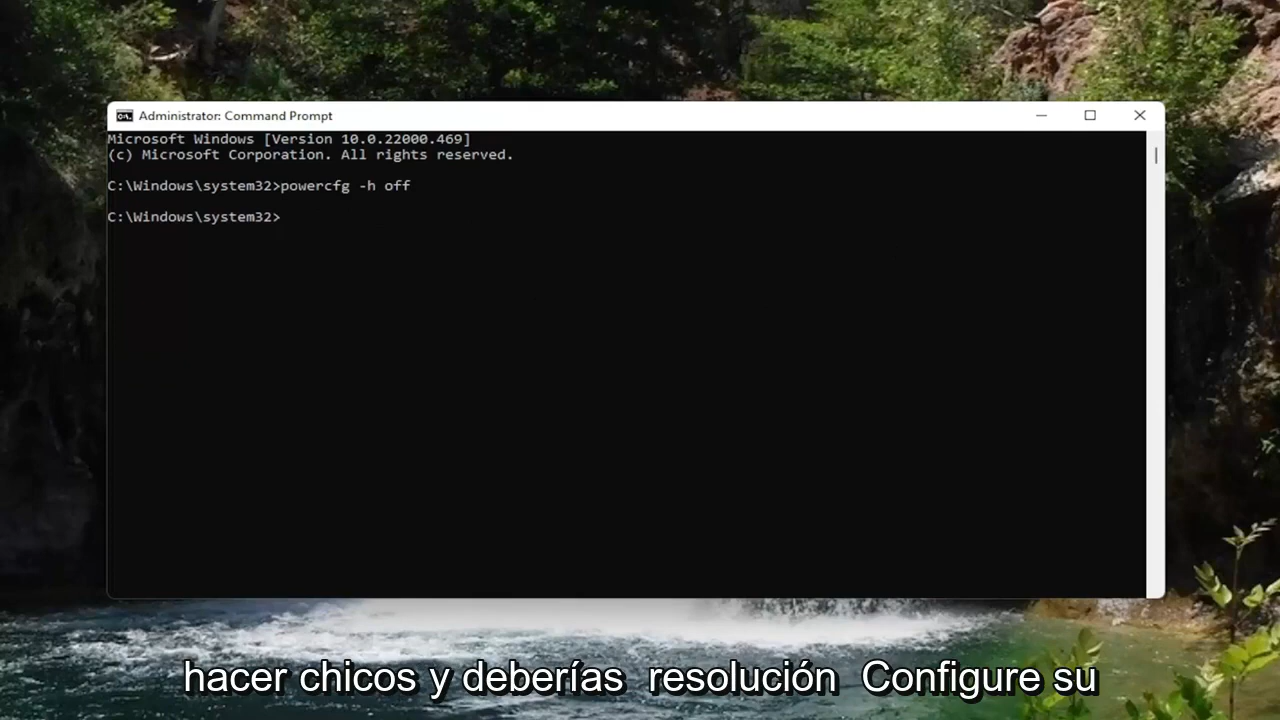 Administrator: Command Prompt
Microsoft Windows [Version 10.0.22000.469]
(c) Microsoft Corporation. All rights reserved.
C:\Windows\system32>powercfg -h off
C:\Windows\system32>
hacer chicos y deberías resolución Configure su